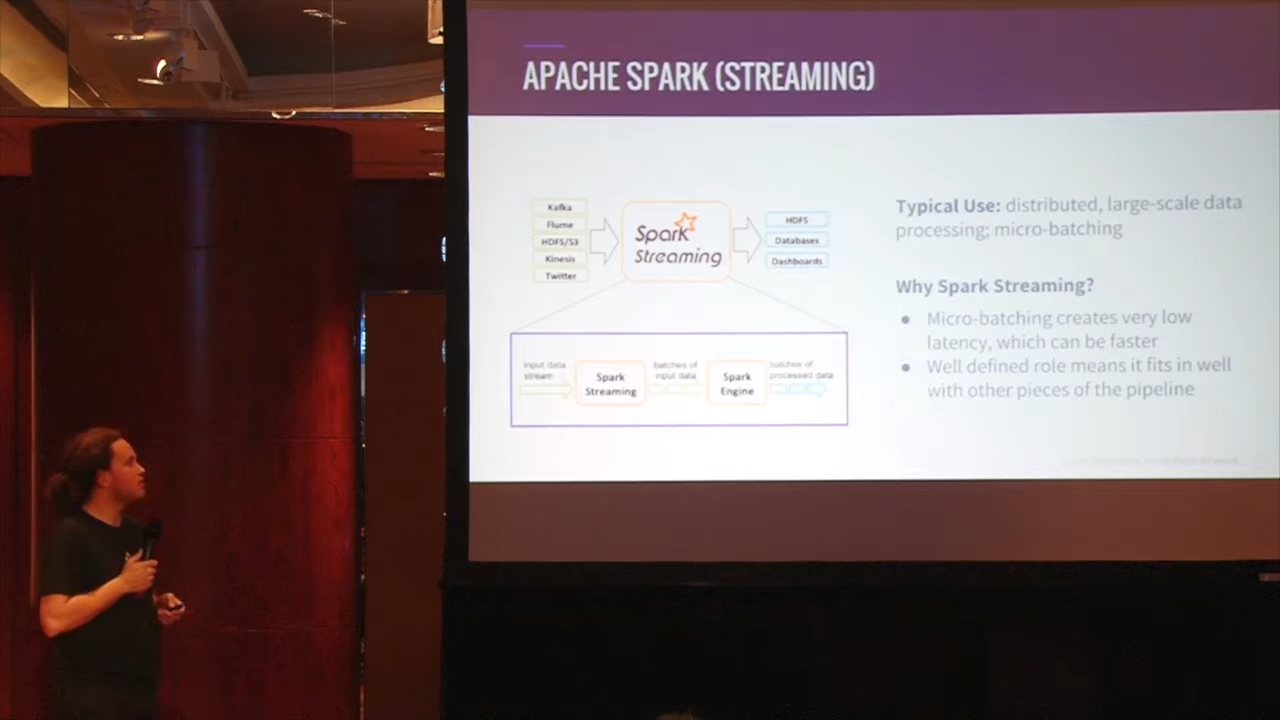 APACHE SPARK (STREAMING)
Kafka
Flume
HDFS/S3
Kinesis
Twitter
Spark
Streaming
HDFS
Databases
Dashboards
input data
stream
Spark
Streaming
batches of
input data
Spark
Engine
batches of
processed data
Typical Use: distributed, large-scale data
processing; micro-batching
Why Spark Streaming?
● Micro-batching creates very low
latency, which can be faster
● Well defined role means it fits in well
with other pieces of the pipeline
All Rights Reserved